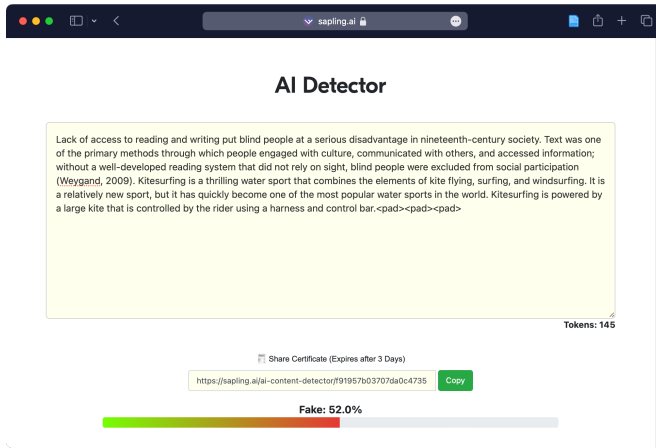 sapling.ai
AI Detector
Lack of access to reading and writing put blind people at a serious disadvantage in nineteenth-century society. Text was one
of the primary methods through which people engaged with culture, communicated with others, and accessed information;
without a well-developed reading system that did not rely on sight, blind people were excluded from social participation
(Weygand, 2009). Kitesurfing is a thrilling water sport that combines the elements of kite flying, surfing, and windsurfing. It is
a relatively new sport, but it has quickly become one of the most popular water sports in the world. Kitesurfing is powered by
a large kite that is controlled by the rider using a harness and control bar.<pad><pad><pad>
Tokens: 145
Share Certificate (Expires after 3 Days)
https://sapling.ai/ai-content-detector/f91957b03707da0c4735
Copy
Fake: 52.0%